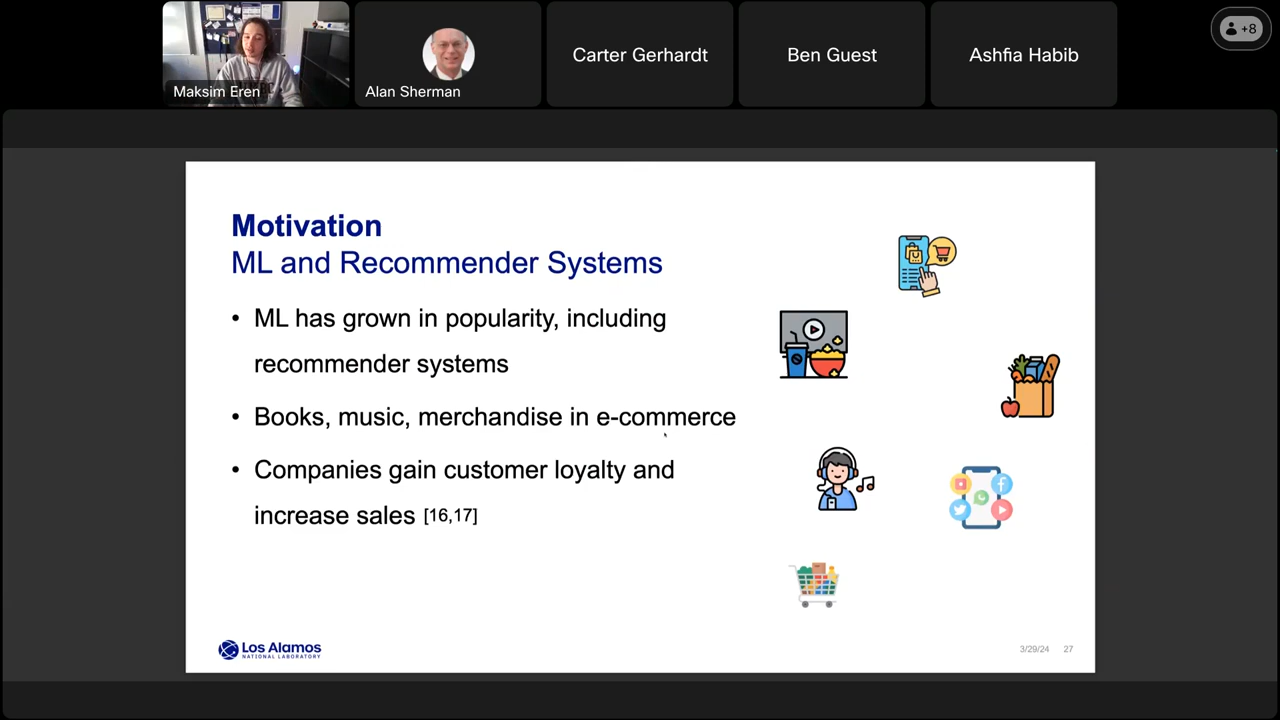 Maksim Eren
Alan Sherman
Carter Gerhardt
Ben Guest
Ashfia Habib
+8
Motivation
ML and Recommender Systems
• ML has grown in popularity, including
recommender systems
• Books, music, merchandise in e-commerce
• Companies gain customer loyalty and
increase sales [16,17]
Los Alamos
NATIONAL LABORATORY
3/29/24 27